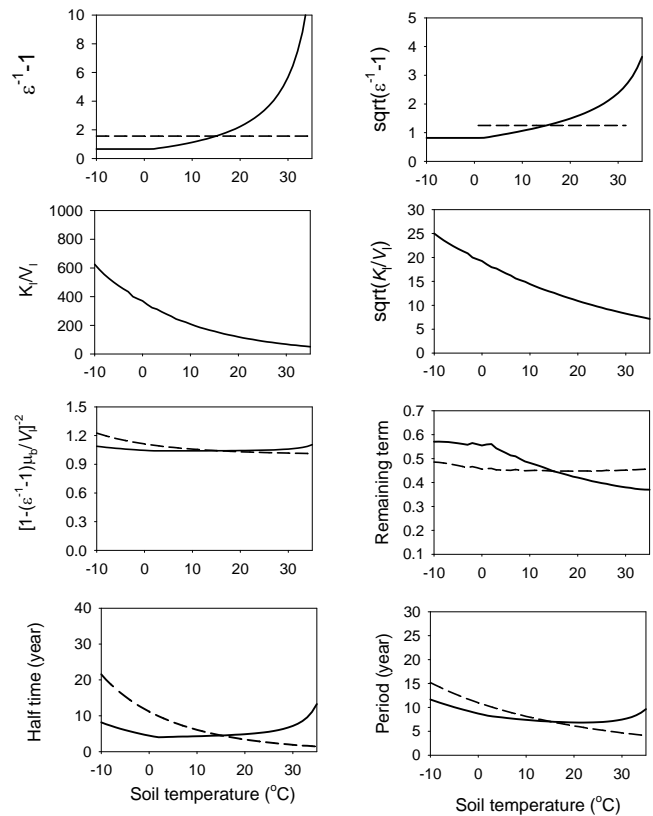 ε⁻¹-1
10
8
6
4
2
0
-10 0 10 20 30
sqrt(ε⁻¹-1)
5
4
3
2
1
0
-10 0 10 20 30
Kₗ/Vₗ
1000
800
600
400
200
0
-10 0 10 20 30
sqrt(Kₗ/Vₗ)
30
25
20
15
10
5
0
-10 0 10 20 30
[1-(ε⁻¹-1)μb/Vₗ]⁻²
1.5
1.2
0.9
0.6
0.3
0.0
-10 0 10 20 30
Remaining term
0.7
0.6
0.5
0.4
0.3
0.2
0.1
-10 0 10 20 30
Half time (year)
40
30
20
10
0
-10 0 10 20 30
Soil temperature (°C)
Period (year)
30
25
20
15
10
5
0
-10 0 10 20 30
Soil temperature (°C)